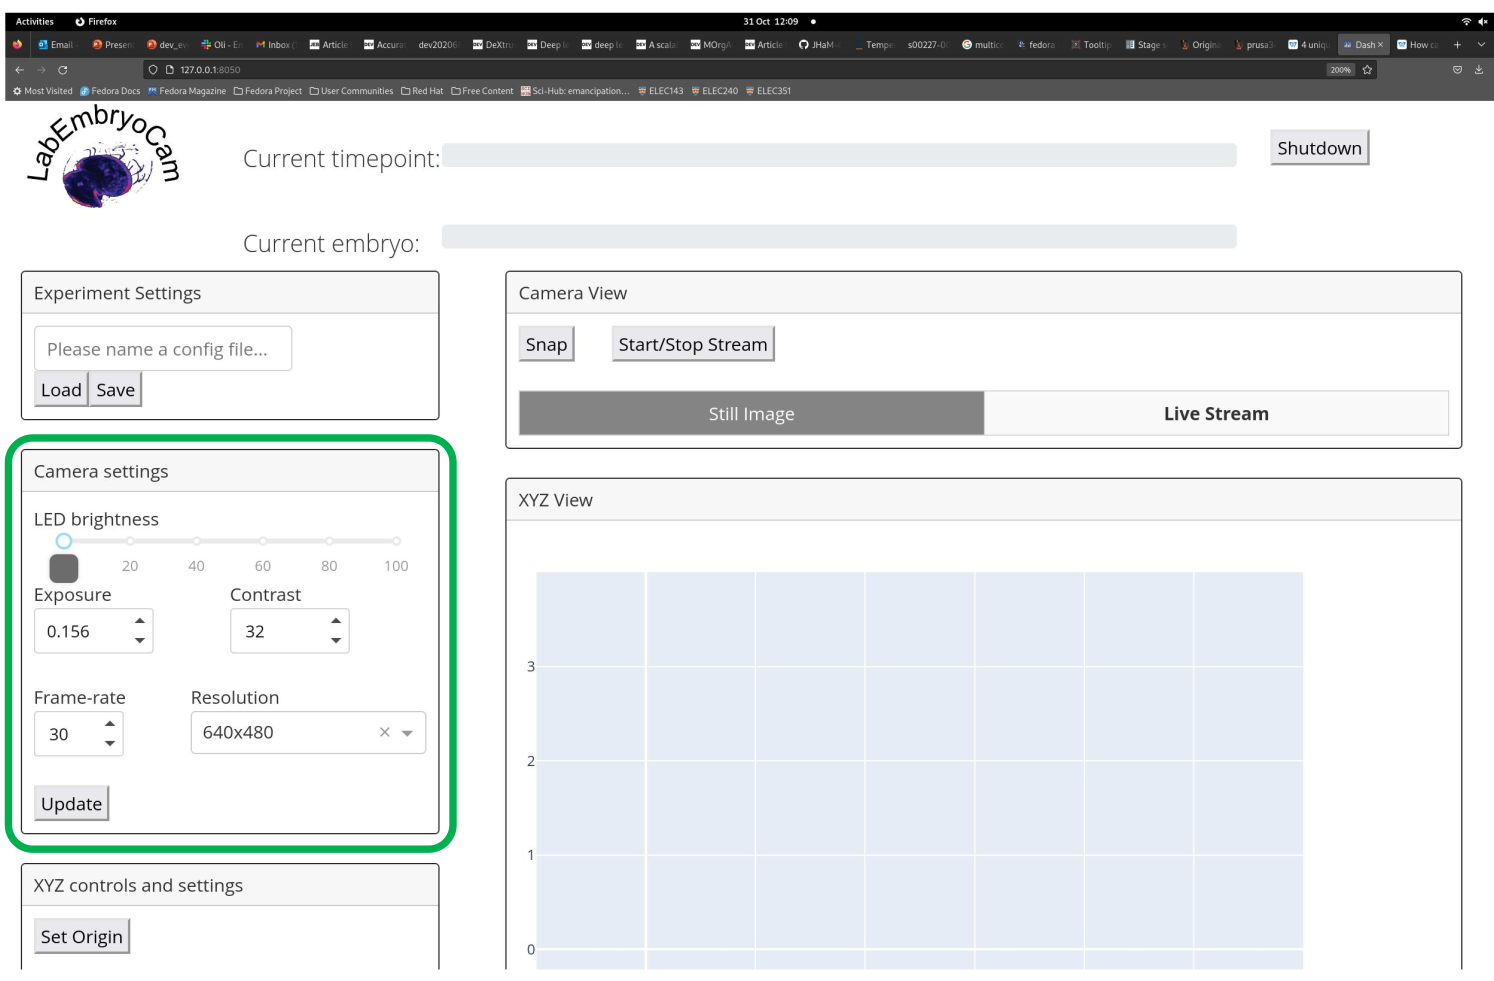 Activities Firefox 31 Oct 12:09
Email - Present dev_ev Oli - En Inbox ( Article Accurat dev20206 DeXtru Deep le deep le A scala MOrgA Article JHaM- Tempe s00227-0 multico fedora Tooltip Stage s Origina prusa3 4 uniqu Dash × How ca
127.0.0.1:8050 200%
Most Visited Fedora Docs Fedora Magazine Fedora Project User Communities Red Hat Free Content Sci-Hub: emancipation... ELEC143 ELEC240 ELEC351
LabEmbryoCam
Current timepoint:
Shutdown
Current embryo:
Experiment Settings
Please name a config file...
Load Save
Camera settings
LED brightness
20 40 60 80 100
Exposure Contrast
0.156 32
Frame-rate Resolution
30 640x480
Update
XYZ controls and settings
Set Origin
Camera View
Snap Start/Stop Stream
Still Image Live Stream
XYZ View
3
2
1
0